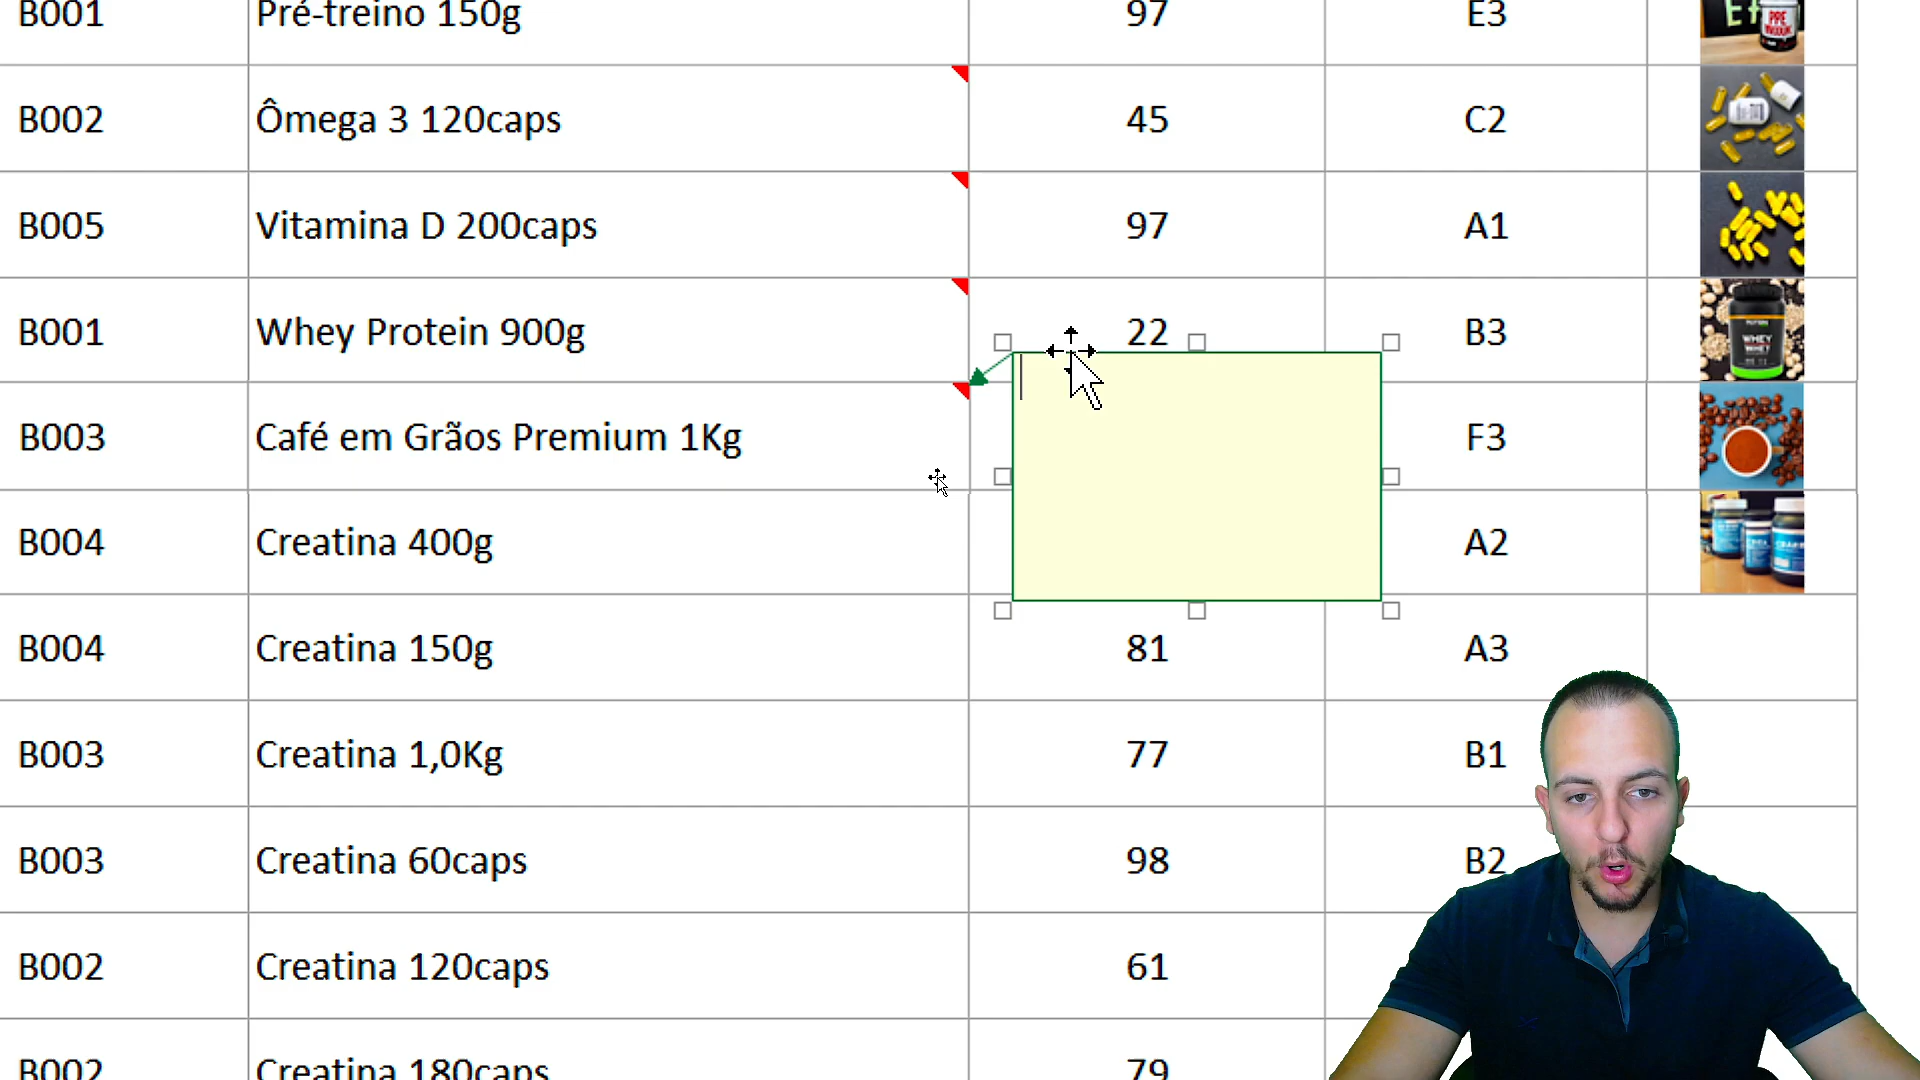 B001 Pré-treino 150g 97 E3
B002 Ômega 3 120caps 45 C2
B005 Vitamina D 200caps 97 A1
B001 Whey Protein 900g 22 B3
WHEY
B003 Café em Grãos Premium 1Kg F3
B004 Creatina 400g A2
B004 Creatina 150g 81 A3
B003 Creatina 1,0Kg 77 B1
B003 Creatina 60caps 98 B2
B002 Creatina 120caps 61
B002 Creatina 180caps 79